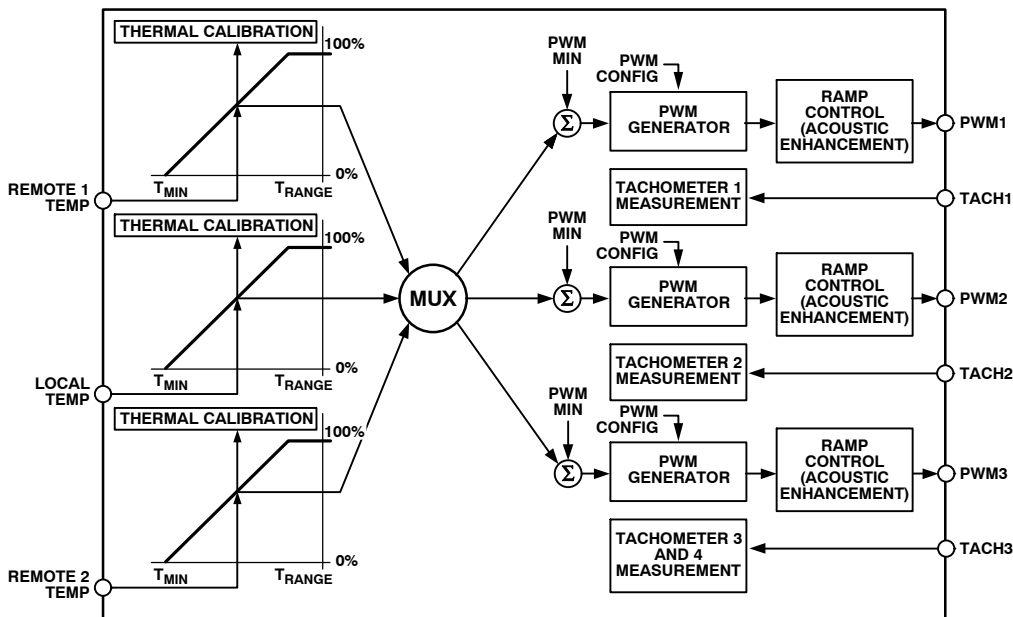 THERMAL CALIBRATION
100%
0%
T_MIN
T_RANGE
REMOTE 1
TEMP
THERMAL CALIBRATION
100%
0%
T_MIN
T_RANGE
LOCAL
TEMP
THERMAL CALIBRATION
100%
0%
T_MIN
T_RANGE
REMOTE 2
TEMP
MUX
PWM
MIN
Σ
PWM
CONFIG
PWM
GENERATOR
RAMP
CONTROL
(ACOUSTIC
ENHANCEMENT)
PWM1
TACHOMETER 1
MEASUREMENT
TACH1
PWM
MIN
Σ
PWM
CONFIG
PWM
GENERATOR
RAMP
CONTROL
(ACOUSTIC
ENHANCEMENT)
PWM2
TACHOMETER 2
MEASUREMENT
TACH2
PWM
MIN
Σ
PWM
CONFIG
PWM
GENERATOR
RAMP
CONTROL
(ACOUSTIC
ENHANCEMENT)
PWM3
TACHOMETER 3
AND 4
MEASUREMENT
TACH3